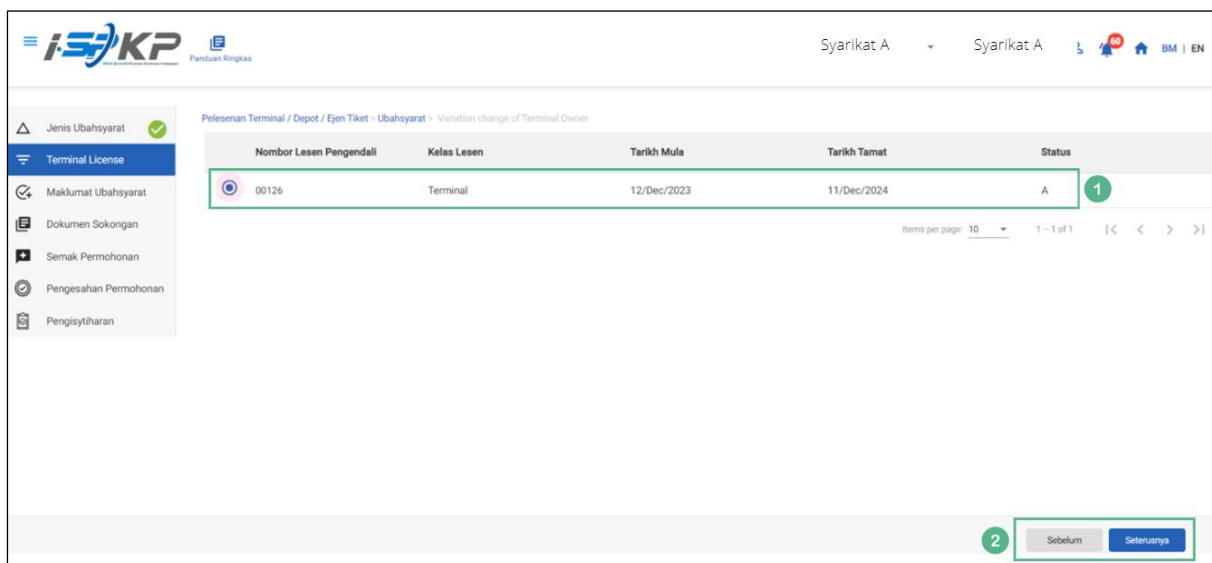 i-SPKP
Panduan Ringkas
Syarikat A
Syarikat A
60
BM | EN
Jenis Ubahsyarat
Terminal License
Maklumat Ubahsyarat
Dokumen Sokongan
Semak Permohonan
Pengesahan Permohonan
Pengisytiharan
Pelesenan Terminal / Depot / Ejen Tiket > Ubahsyarat > Variation change of Terminal Owner
Nombor Lesen Pengendali Kelas Lesen Tarikh Mula Tarikh Tamat Status
00126 Terminal 12/Dec/2023 11/Dec/2024 A
1
Items per page: 10 1 – 1 of 1
2
Sebelum Seterusnya